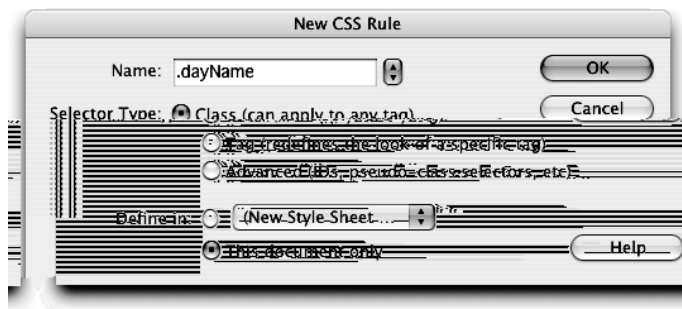 New CSS Rule
Name: .dayName
OK
Selector Type: Class (can apply to any tag)
Cancel
Tag (redefines the look of a specific tag)
Advanced (IDs, pseudo-class selectors, etc)
Define in: (New Style Sheet ...
This document only
Help